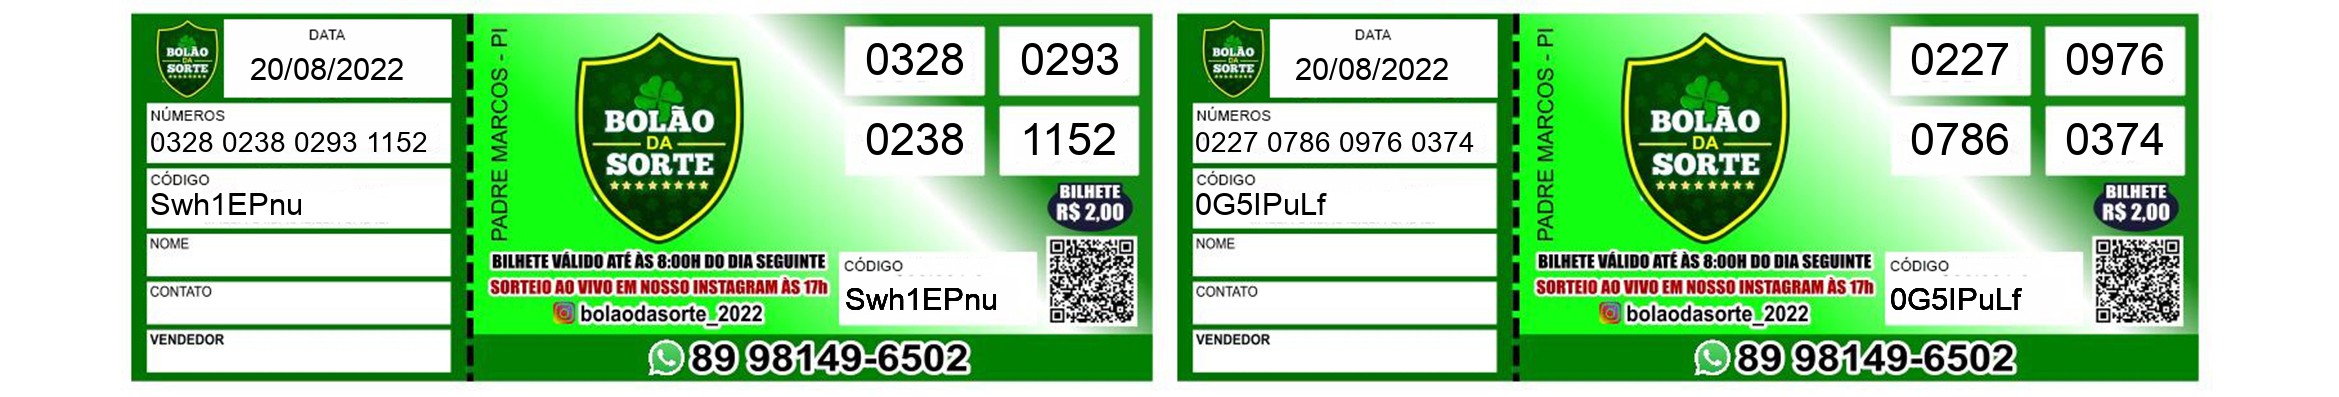 BOLÃO
DA
SORTE
DATA
20/08/2022
NÚMEROS
0328 0238 0293 1152
CÓDIGO
Swh1EPnu
NOME
CONTATO
VENDEDOR
PADRE MARCOS - PI
BOLÃO
DA
SORTE
0328 0293
0238 1152
BILHETE
R$ 2,00
BILHETE VÁLIDO ATÉ ÀS 8:00H DO DIA SEGUINTE
SORTEIO AO VIVO EM NOSSO INSTAGRAM ÀS 17h
bolaodasorte_2022
CÓDIGO
Swh1EPnu
89 98149-6502
BOLÃO
DA
SORTE
DATA
20/08/2022
NÚMEROS
0227 0786 0976 0374
CÓDIGO
0G5IPuLf
NOME
CONTATO
VENDEDOR
PADRE MARCOS - PI
BOLÃO
DA
SORTE
0227 0976
0786 0374
BILHETE
R$ 2,00
BILHETE VÁLIDO ATÉ ÀS 8:00H DO DIA SEGUINTE
SORTEIO AO VIVO EM NOSSO INSTAGRAM ÀS 17h
bolaodasorte_2022
CÓDIGO
0G5IPuLf
89 98149-6502